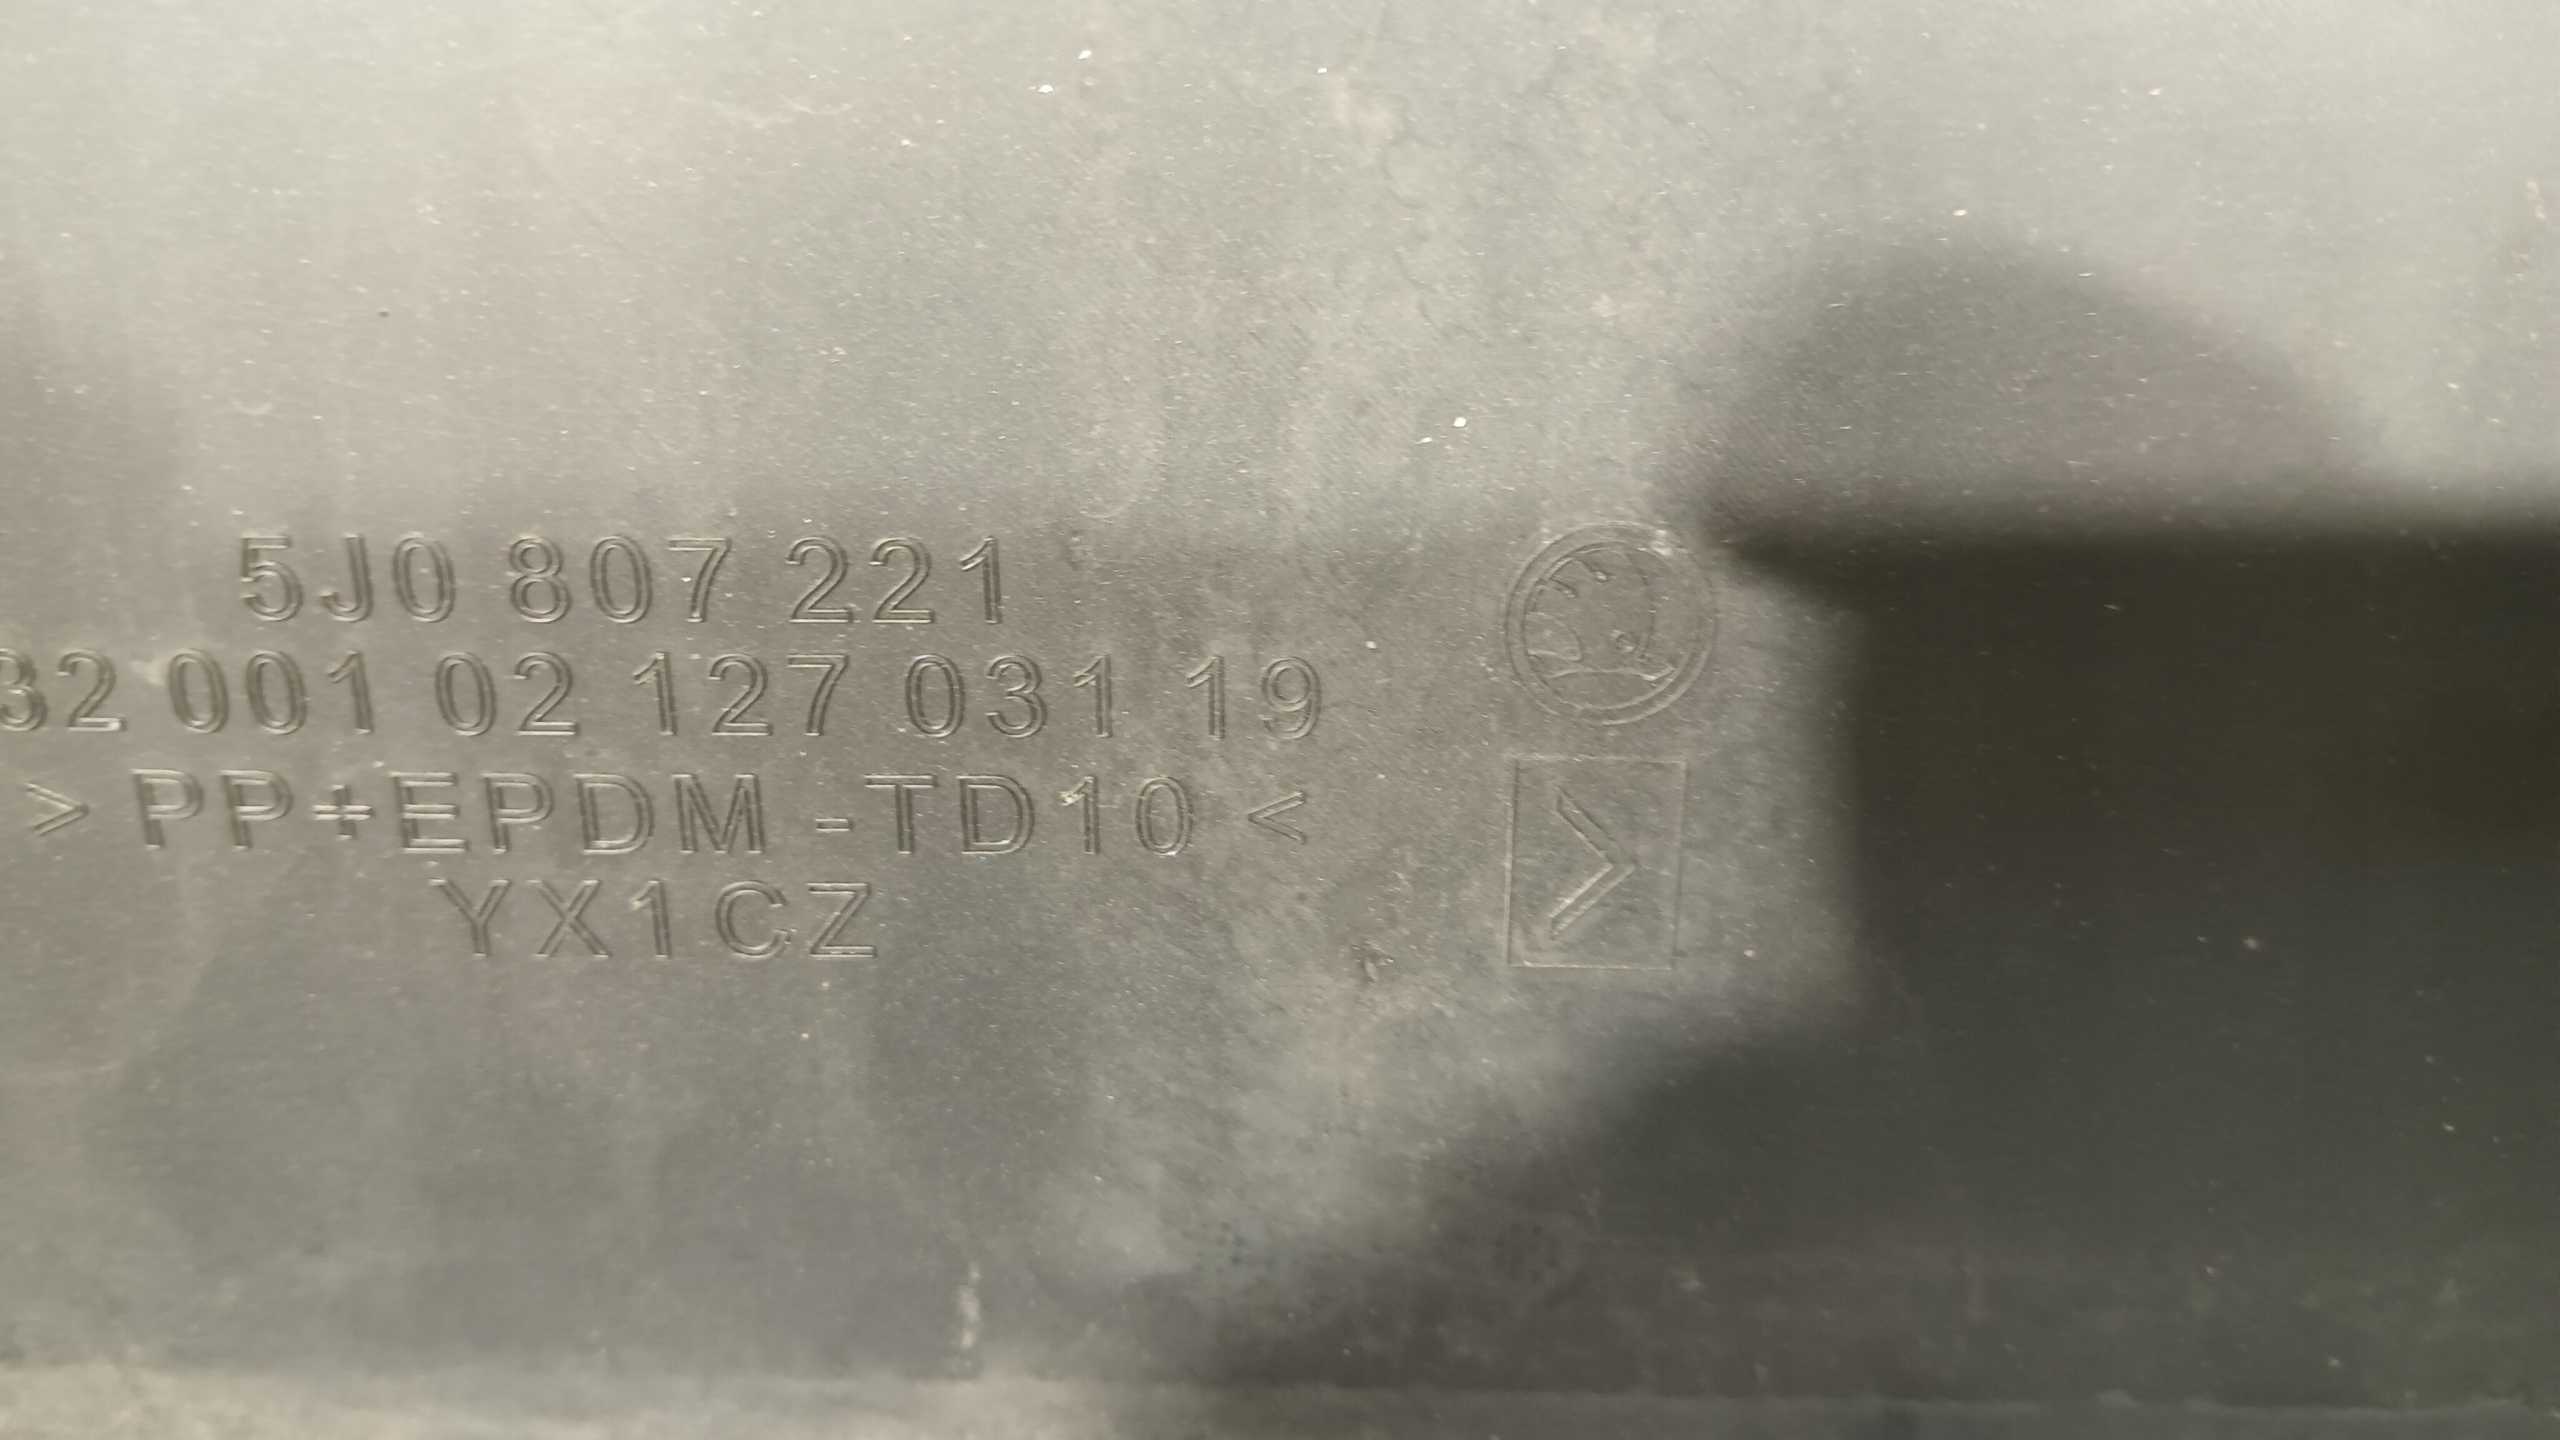 5J0 807 221
32 001 02 127 031 19
> PP+EPDM -TD10 <
YX1CZ